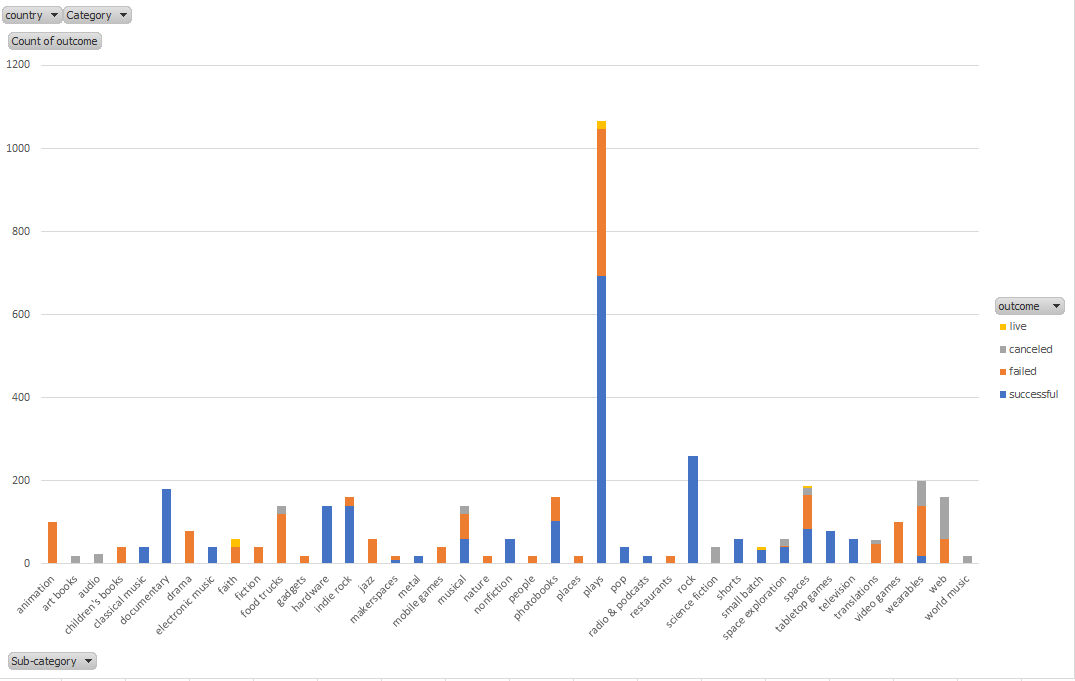 country Category
Count of outcome
1200
1000
800
600
400
200
0
outcome
live
canceled
failed
successful
animation
art books
audio
children's books
classical music
documentary
drama
electronic music
faith
fiction
food trucks
gadgets
hardware
indie rock
jazz
makerspaces
metal
mobile games
musical
nature
nonfiction
people
photobooks
places
plays
pop
radio & podcasts
restaurants
rock
science fiction
shorts
small batch
space exploration
spaces
tabletop games
television
translations
video games
wearables
web
world music
Sub-category